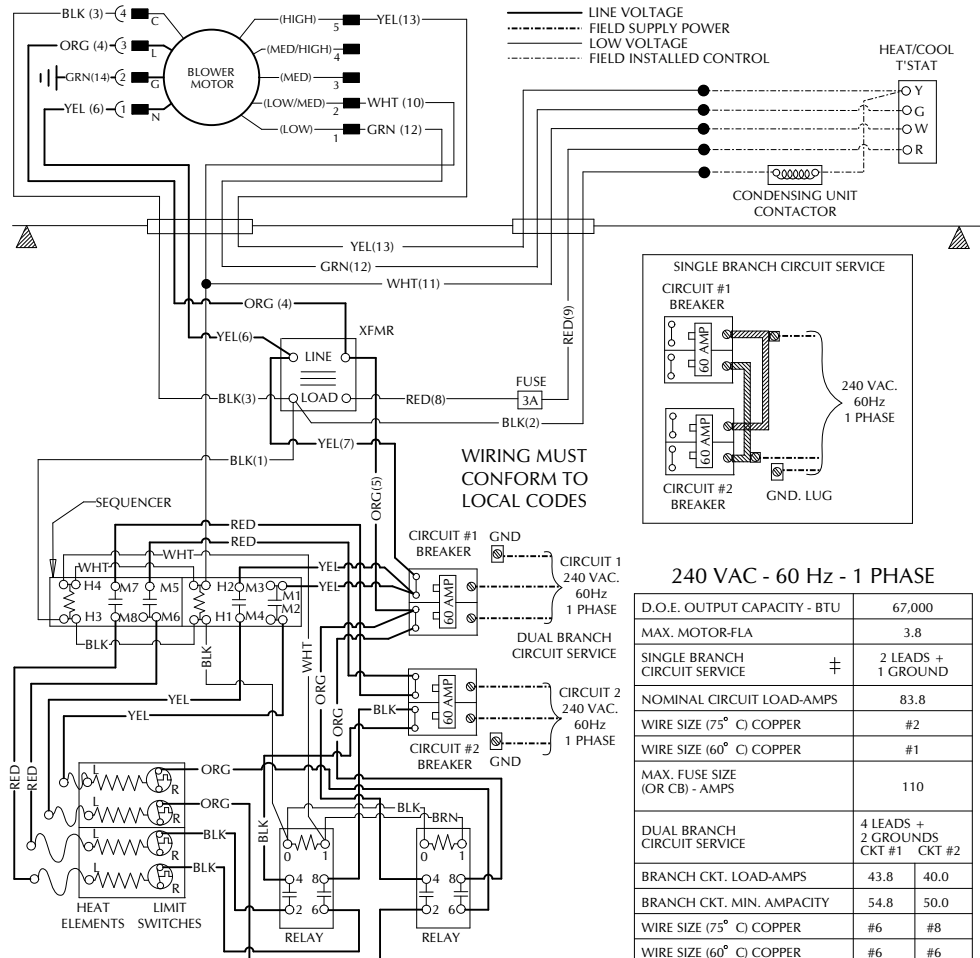 BLK (3) 4 C
ORG (4) 3 L
GRN(14) 2 G
YEL (6) 1 N
BLOWER
MOTOR
(HIGH) 5 YEL(13)
(MED/HIGH) 4
(MED) 3
(LOW/MED) 2 WHT (10)
(LOW) 1 GRN (12)
LINE VOLTAGE
FIELD SUPPLY POWER
LOW VOLTAGE
FIELD INSTALLED CONTROL
HEAT/COOL
T'STAT
Y
G
W
R
CONDENSING UNIT
CONTACTOR
YEL(13)
GRN(12)
WHT(11)
ORG (4)
YEL(6)
XFMR
LINE
LOAD
BLK(3)
RED(8)
FUSE
3A
RED(9)
BLK(2)
YEL(7)
BLK(1)
ORG(5)
WIRING MUST
CONFORM TO
LOCAL CODES
SINGLE BRANCH CIRCUIT SERVICE
CIRCUIT #1
BREAKER
60 AMP
60 AMP
CIRCUIT #2
BREAKER
GND. LUG
240 VAC.
60Hz
1 PHASE
SEQUENCER
RED
RED
WHT
WHT
YEL
YEL
H4 M7 M5 H2 M3 M1
M2
H3 M8 M6 H1 M4
BLK
BLK
WHT
YEL
YEL
RED
RED
ORG
ORG
CIRCUIT #1
BREAKER
GND
60 AMP
CIRCUIT 1
240 VAC.
60Hz
1 PHASE
DUAL BRANCH
CIRCUIT SERVICE
BLK
60 AMP
CIRCUIT 2
240 VAC.
60Hz
1 PHASE
CIRCUIT #2
BREAKER
GND
L R ORG
R ORG
R BLK
L R BLK
HEAT
ELEMENTS
LIMIT
SWITCHES
BLK
BLK
BRN
0 1
4 8
2 6
RELAY
0 1
4 8
2 6
RELAY
240 VAC - 60 Hz - 1 PHASE
D.O.E. OUTPUT CAPACITY - BTU 67,000
MAX. MOTOR-FLA 3.8
SINGLE BRANCH
CIRCUIT SERVICE ‡ 2 LEADS +
1 GROUND
NOMINAL CIRCUIT LOAD-AMPS 83.8
WIRE SIZE (75° C) COPPER #2
WIRE SIZE (60° C) COPPER #1
MAX. FUSE SIZE
(OR CB) - AMPS 110
DUAL BRANCH
CIRCUIT SERVICE 4 LEADS +
2 GROUNDS
CKT #1 CKT #2
BRANCH CKT. LOAD-AMPS 43.8 40.0
BRANCH CKT. MIN. AMPACITY 54.8 50.0
WIRE SIZE (75° C) COPPER #6 #8
WIRE SIZE (60° C) COPPER #6 #6